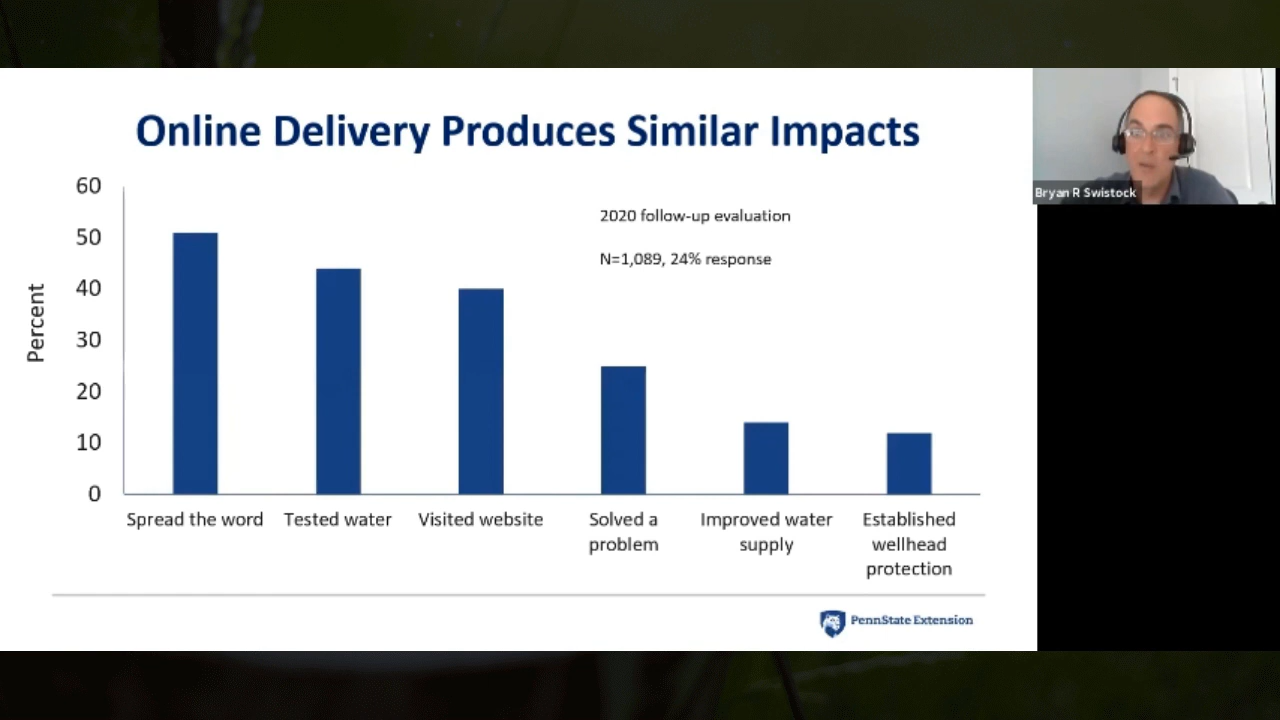 Online Delivery Produces Similar Impacts
Bryan R Swistock
60
50
40
30
20
10
0
Percent
2020 follow-up evaluation
N=1,089, 24% response
Spread the word
Tested water
Visited website
Solved a
problem
Improved water
supply
Established
wellhead
protection
PennState Extension